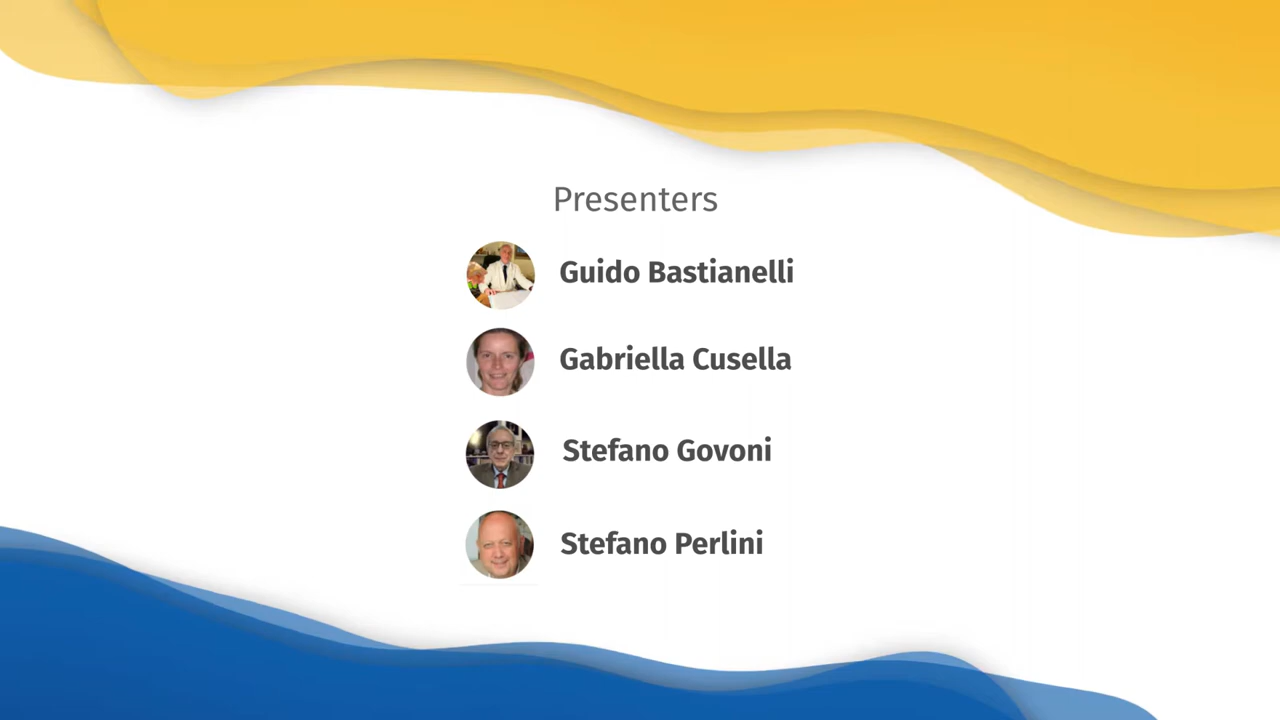 Presenters
Guido Bastianelli
Gabriella Cusella
Stefano Govoni
Stefano Perlini